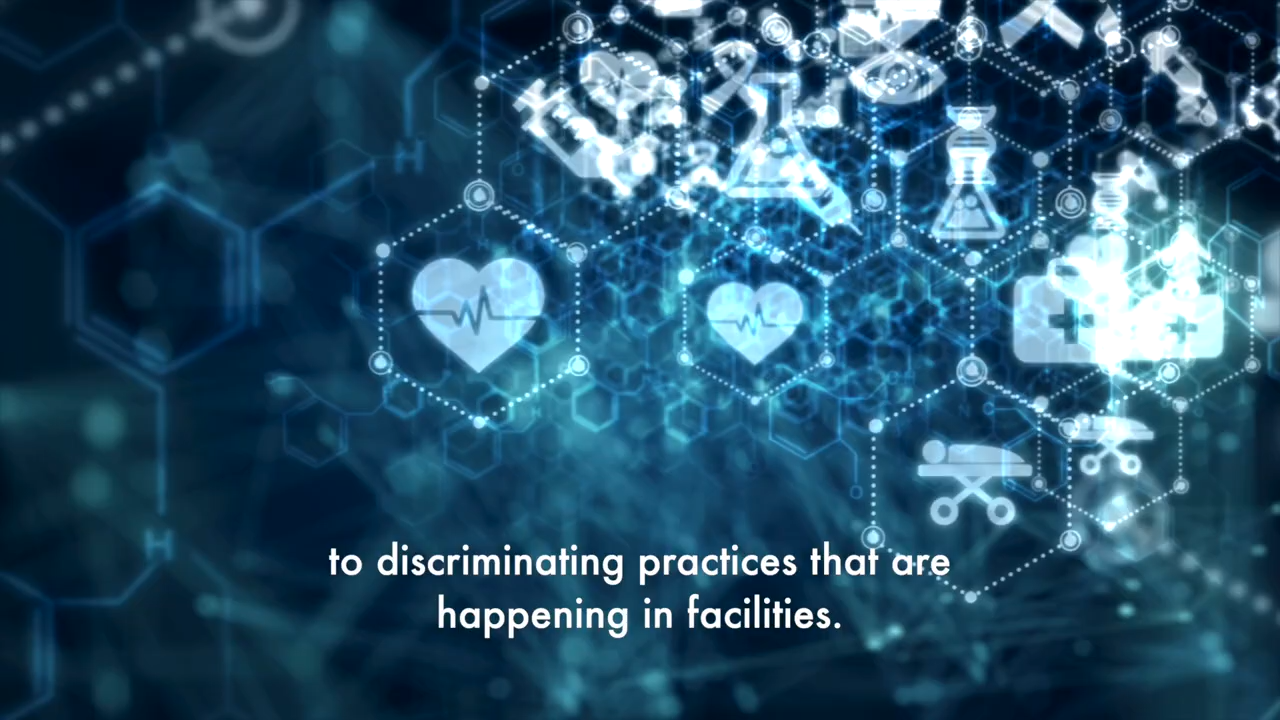 H
H
to discriminating practices that are
happening in facilities.